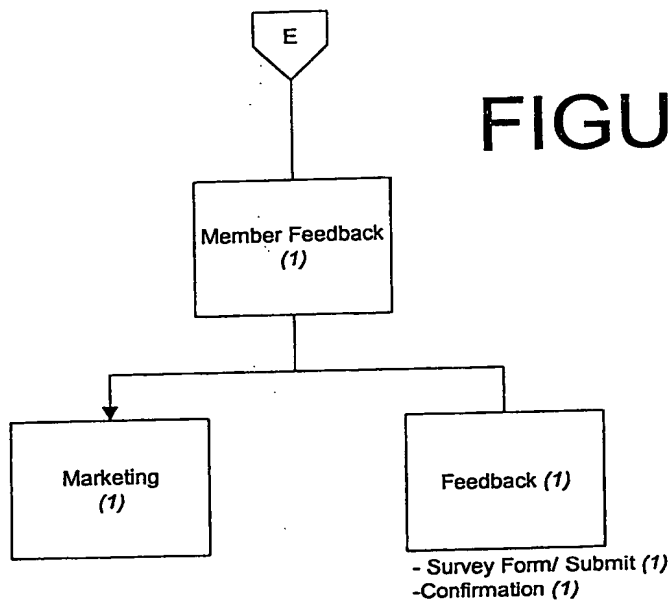 E
FIGU
Member Feedback
(1)
Marketing
(1)
Feedback (1)
- Survey Form/ Submit (1)
-Confirmation (1)